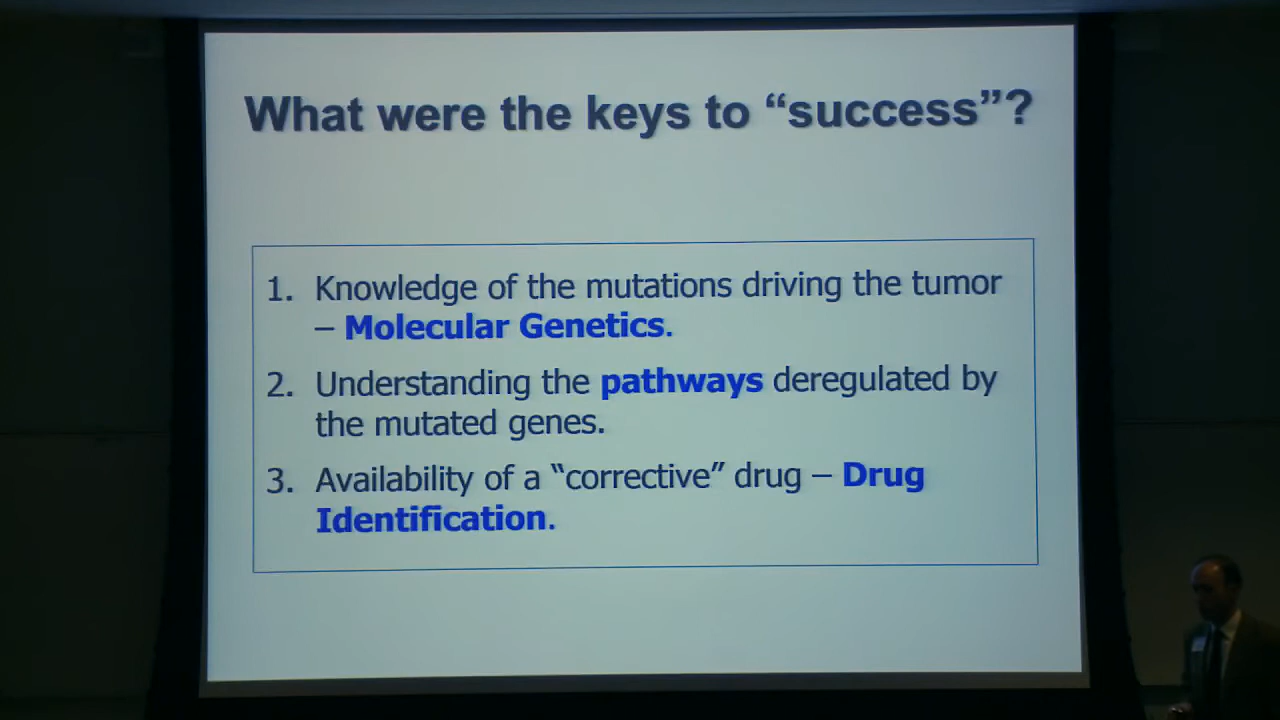 What were the keys to “success”?
1. Knowledge of the mutations driving the tumor
– Molecular Genetics.
2. Understanding the pathways deregulated by
the mutated genes.
3. Availability of a “corrective” drug – Drug
Identification.